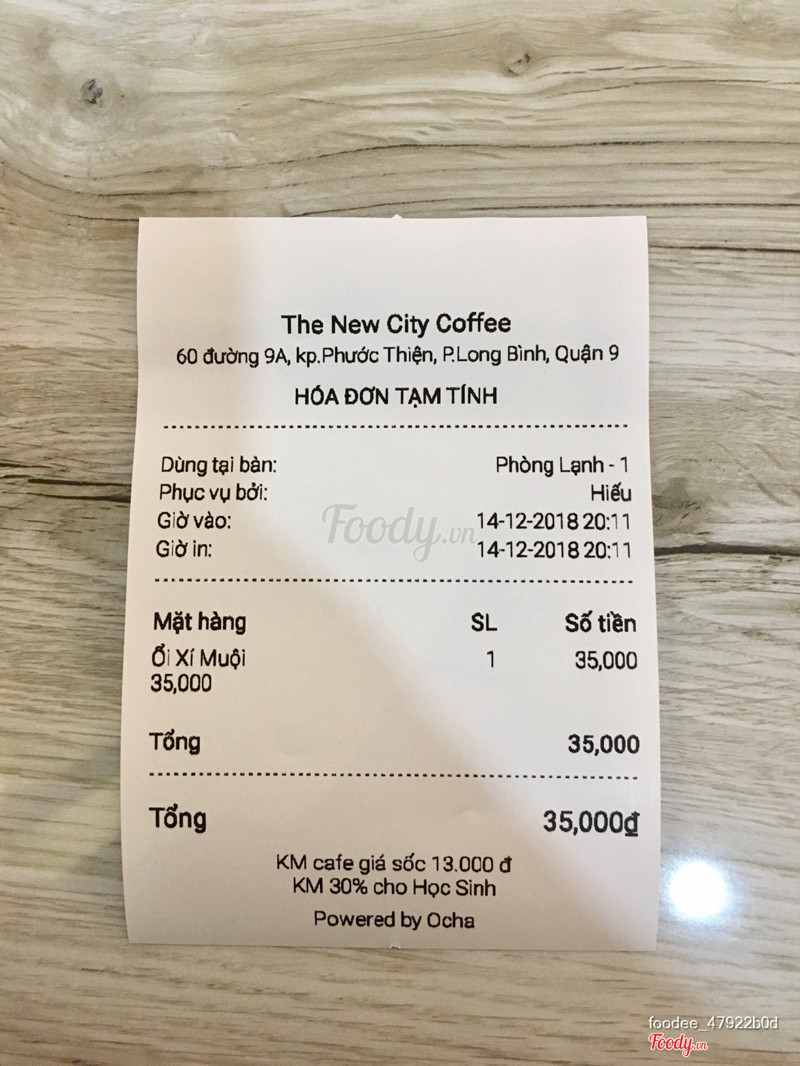 The New City Coffee
60 đường 9A, kp.Phước Thiện, P.Long Bình, Quận 9
HÓA ĐƠN TẠM TÍNH
Dùng tại bàn: Phòng Lạnh - 1
Phục vụ bởi: Hiếu
Giờ vào: 14-12-2018 20:11
Giờ in: 14-12-2018 20:11
Foody.vn
Mặt hàng SL Số tiền
Ổi Xí Muội 1 35,000
35,000
Tổng 35,000
Tổng 35,000₫
KM cafe giá sốc 13.000 đ
KM 30% cho Học Sinh
Powered by Ocha
foodee_47922b0d
Foody.vn